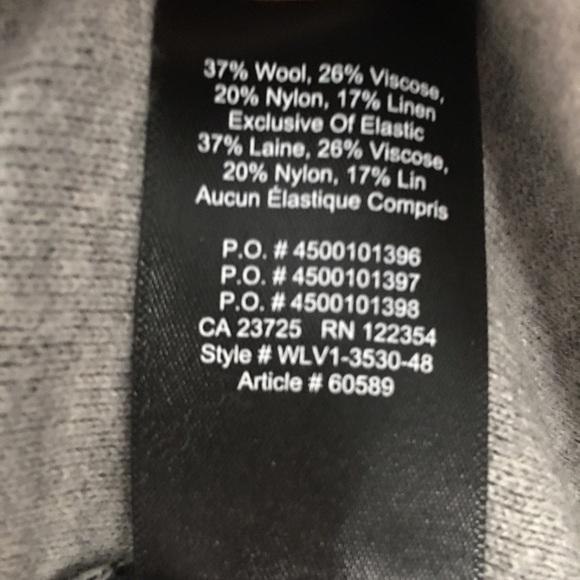 37% Wool, 26% Viscose,
20% Nylon, 17% Linen
Exclusive Of Elastic
37% Laine, 26% Viscose,
20% Nylon, 17% Lin
Aucun Élastique Compris
P.O. # 4500101396
P.O. # 4500101397
P.O. # 4500101398
CA 23725 RN 122354
Style # WLV1-3530-48
Article # 60589